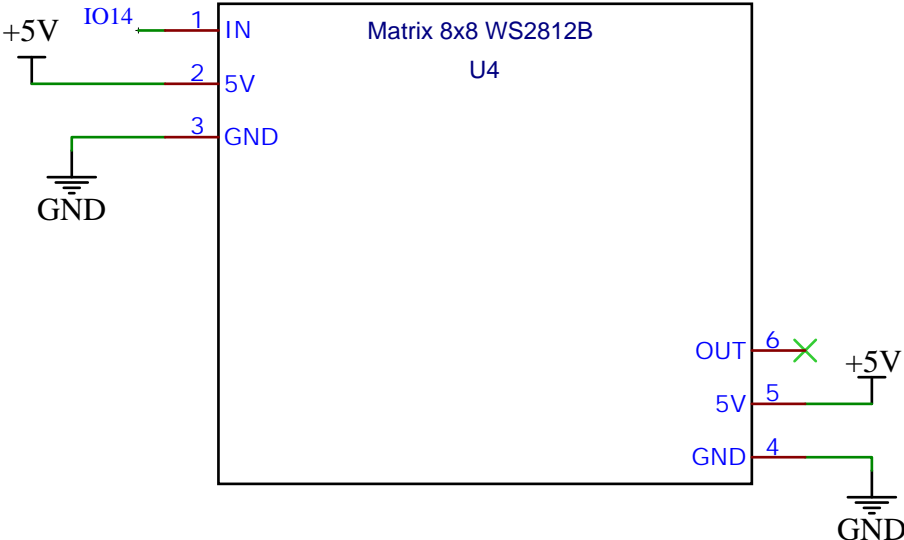 IO14
+5V
1
IN
Matrix 8x8 WS2812B
U4
2
5V
3
GND
GND
OUT
6
+5V
5V
5
GND
4
GND